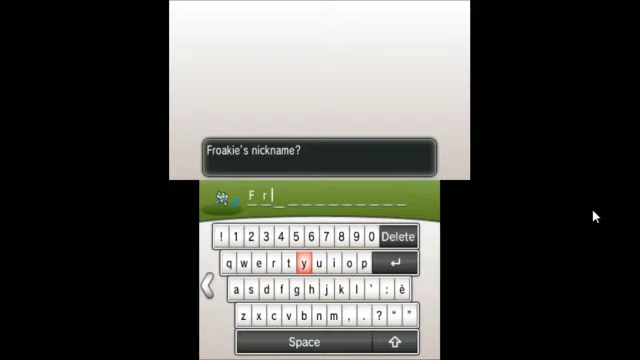 Froakie's nickname?
F r
! 1 2 3 4 5 6 7 8 9 0 Delete
q w e r t y u i o p
a s d f g h j k l ' : é
z x c v b n m , . ? “ ”
Space